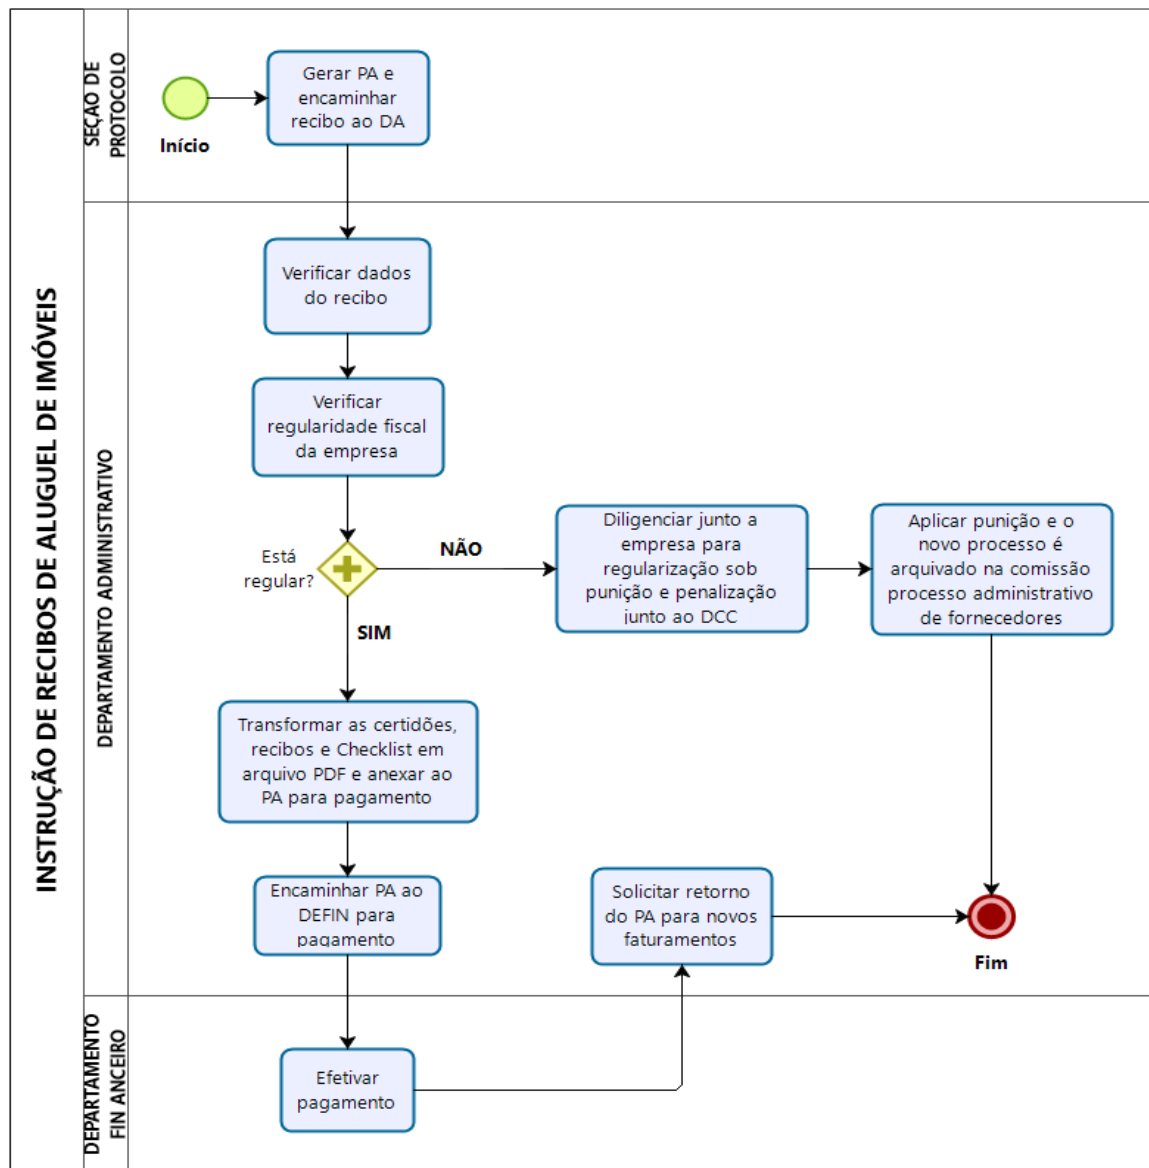 INSTRUÇÃO DE RECIBOS DE ALUGUEL DE IMÓVEIS
SEÇÃO DE
PROTOCOLO
Início
Gerar PA e
encaminhar
recibo ao DA
DEPARTAMENTO ADMINISTRATIVO
Verificar dados
do recibo
Verificar
regularidade fiscal
da empresa
Está
regular?
NÃO
SIM
Diligenciar junto a
empresa para
regularização sob
punição e penalização
junto ao DCC
Aplicar punição e o
novo processo é
arquivado na comissão
processo administrativo
de fornecedores
Transformar as certidões,
recibos e Checklist em
arquivo PDF e anexar ao
PA para pagamento
Encaminhar PA ao
DEFIN para
pagamento
Solicitar retorno
do PA para novos
faturamentos
Fim
DEPARTAMENTO
FIN ANCEIRO
Efetivar
pagamento